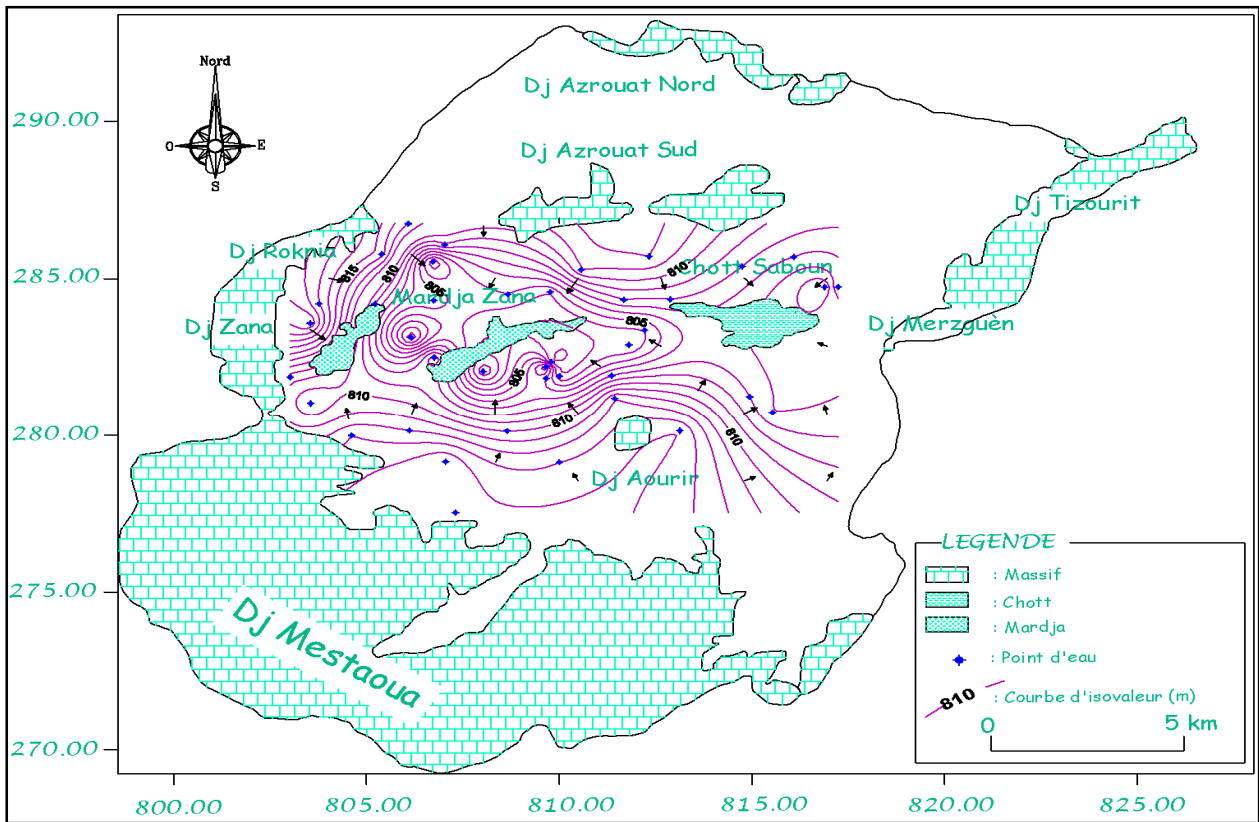 Nord
O
E
S
290.00
285.00
280.00
275.00
270.00
800.00
805.00
810.00
815.00
820.00
825.00
Dj Azrouat Nord
Dj Azrouat Sud
Dj Tizourit
Dj Roknia
Chott Saboun
Mardja Zana
Dj Zana
Dj Merzguèn
Dj Aourir
Dj Mestaoua
815
810
805
810
805
805
810
810
810
LEGENDE
: Massif
: Chott
: Mardja
: Point d'eau
810 : Courbe d'isovaleur (m)
0 5 km